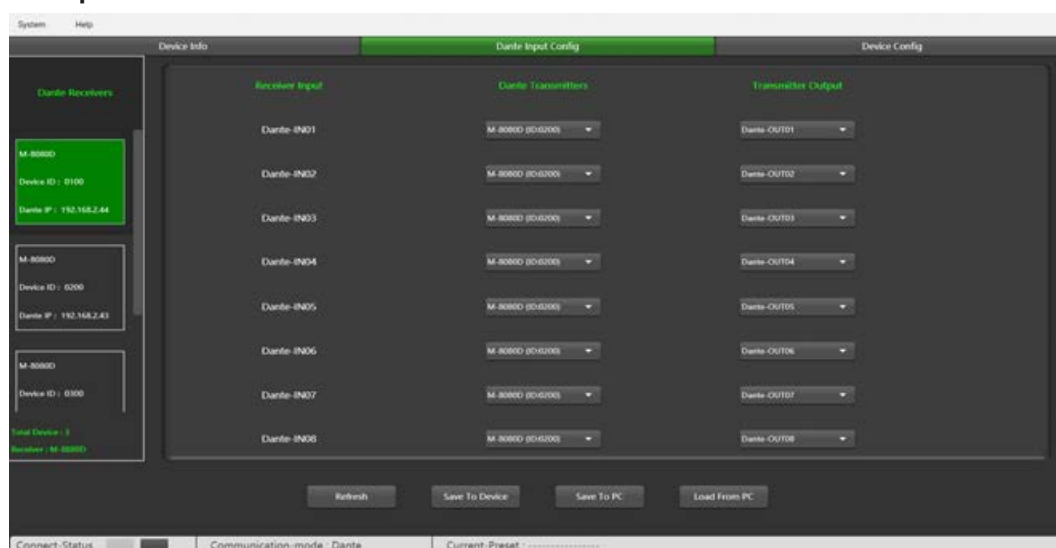 System Help
Device Info Dante Input Config Device Config
Dante Receivers
Receiver Input Dante Transmitters Transmitter Output
M-8080D
Device ID : 0100
Dante IP : 192.168.2.44
M-8080D
Device ID : 0200
Dante IP : 192.168.2.43
M-8080D
Device ID : 0300
Total Device : 3
Receiver : M-8080D
Dante-IN01 M-8080D (ID:0200) Dante-OUT01
Dante-IN02 M-8080D (ID:0200) Dante-OUT02
Dante-IN03 M-8080D (ID:0200) Dante-OUT03
Dante-IN04 M-8080D (ID:0200) Dante-OUT04
Dante-IN05 M-8080D (ID:0200) Dante-OUT05
Dante-IN06 M-8080D (ID:0200) Dante-OUT06
Dante-IN07 M-8080D (ID:0200) Dante-OUT07
Dante-IN08 M-8080D (ID:0200) Dante-OUT08
Refresh Save To Device Save To PC Load From PC
Connect-Status Communication-mode : Dante Current-Preset : ----------------